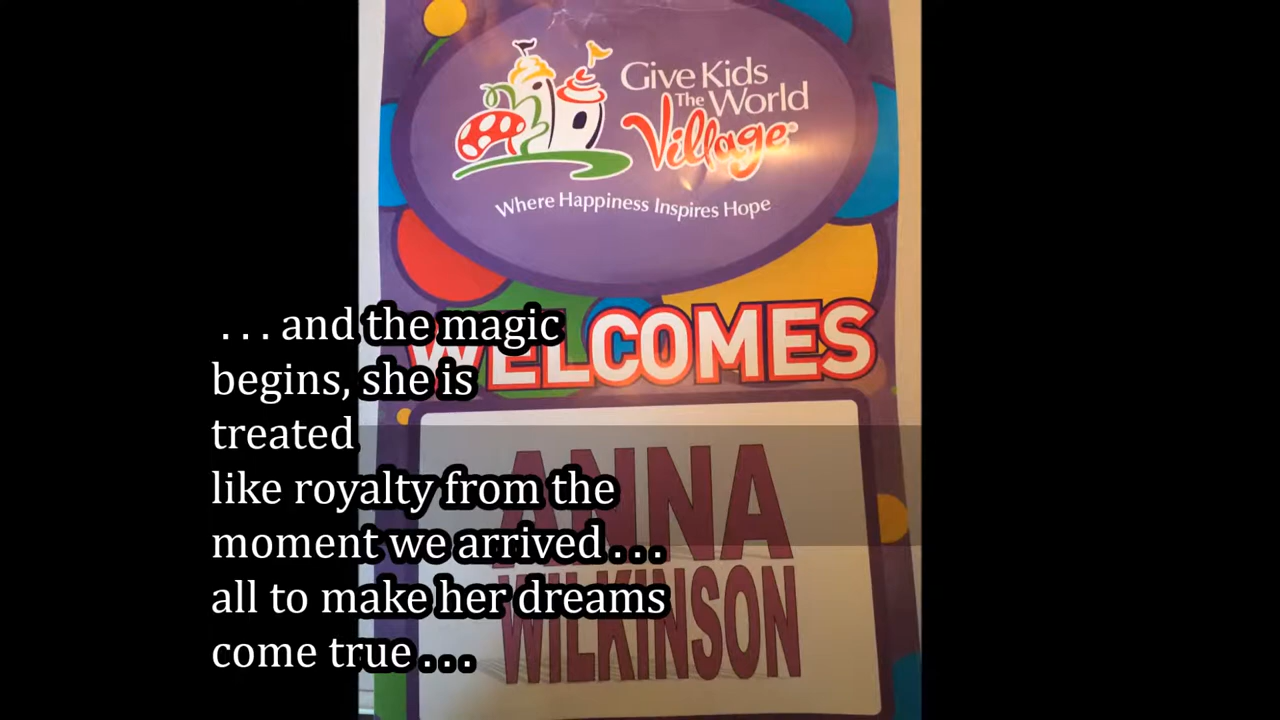 Give Kids
The World
Village®
Where Happiness Inspires Hope
WELCOMES
ANNA
WILKINSON
. . . and the magic
begins, she is
treated
like royalty from the
moment we arrived . . .
all to make her dreams
come true . . .